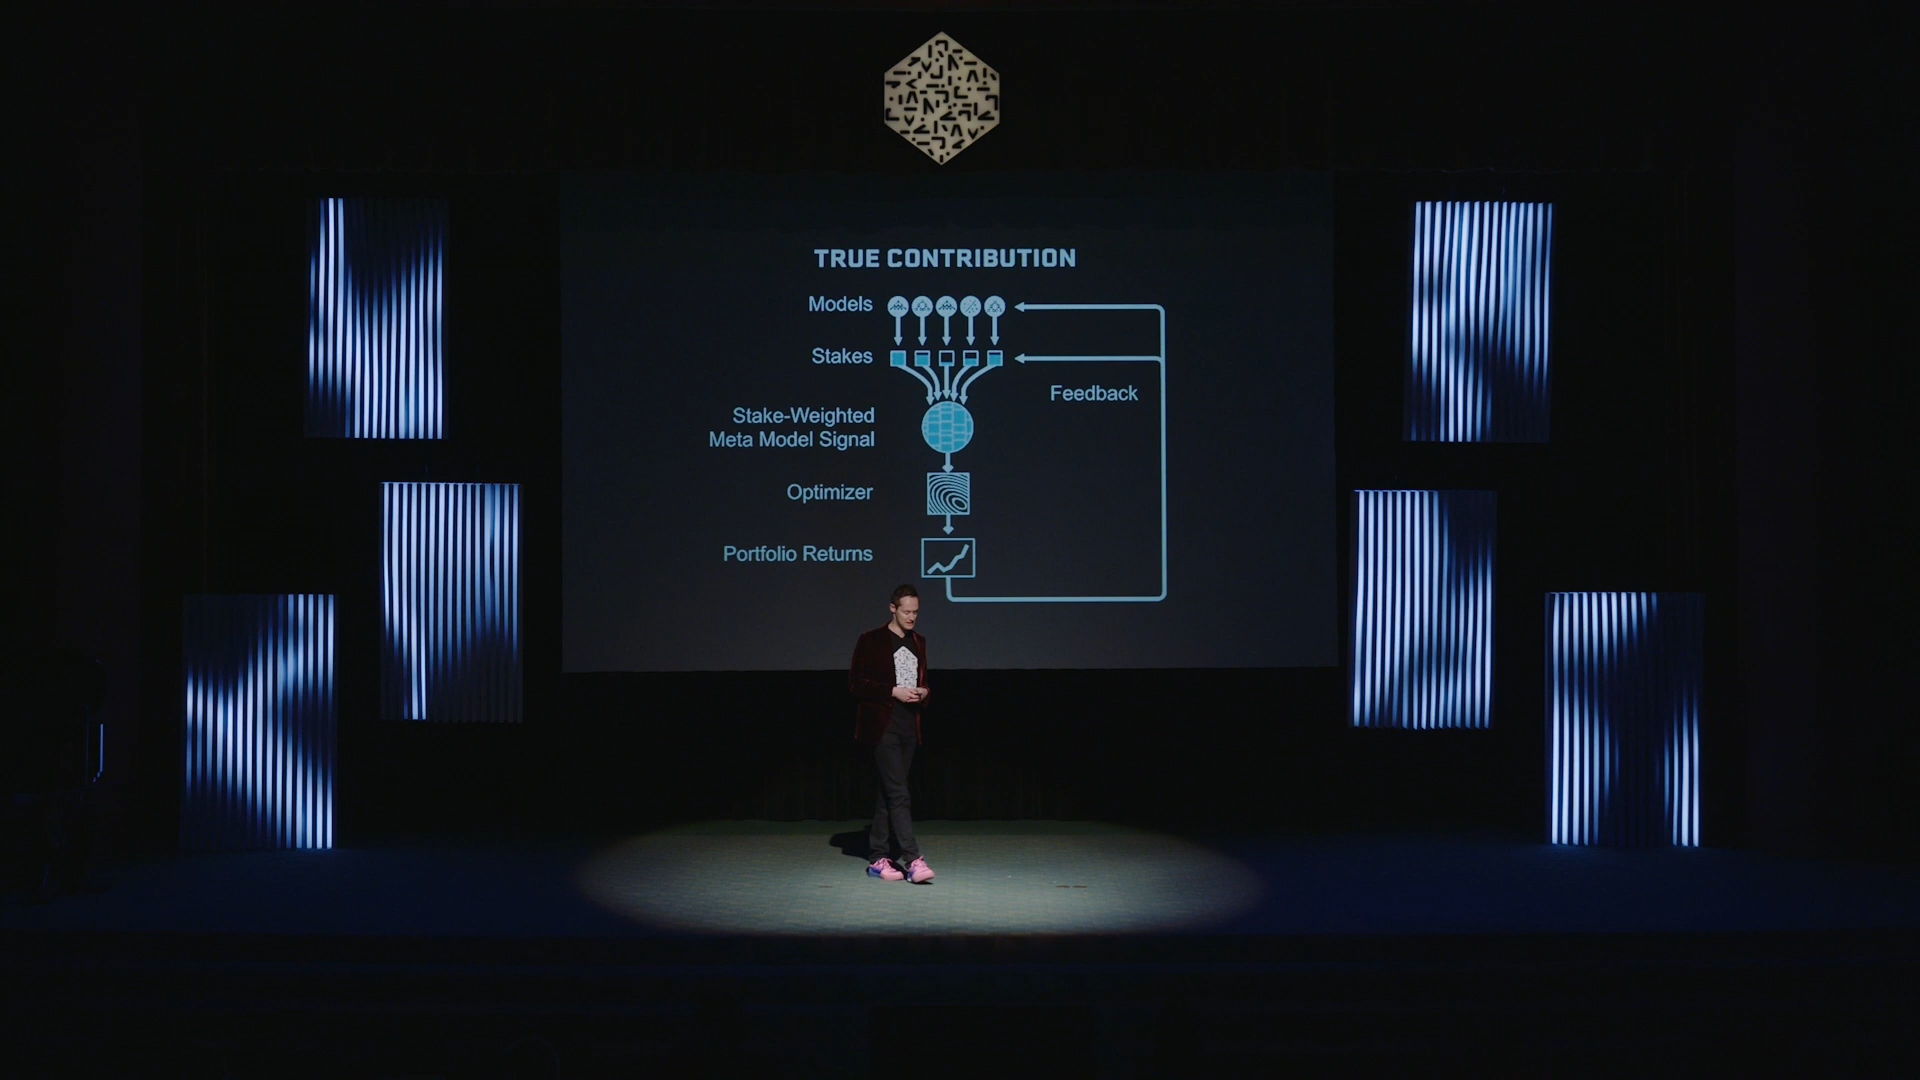 TRUE CONTRIBUTION
Models
Stakes
Feedback
Stake-Weighted
Meta Model Signal
Optimizer
Portfolio Returns